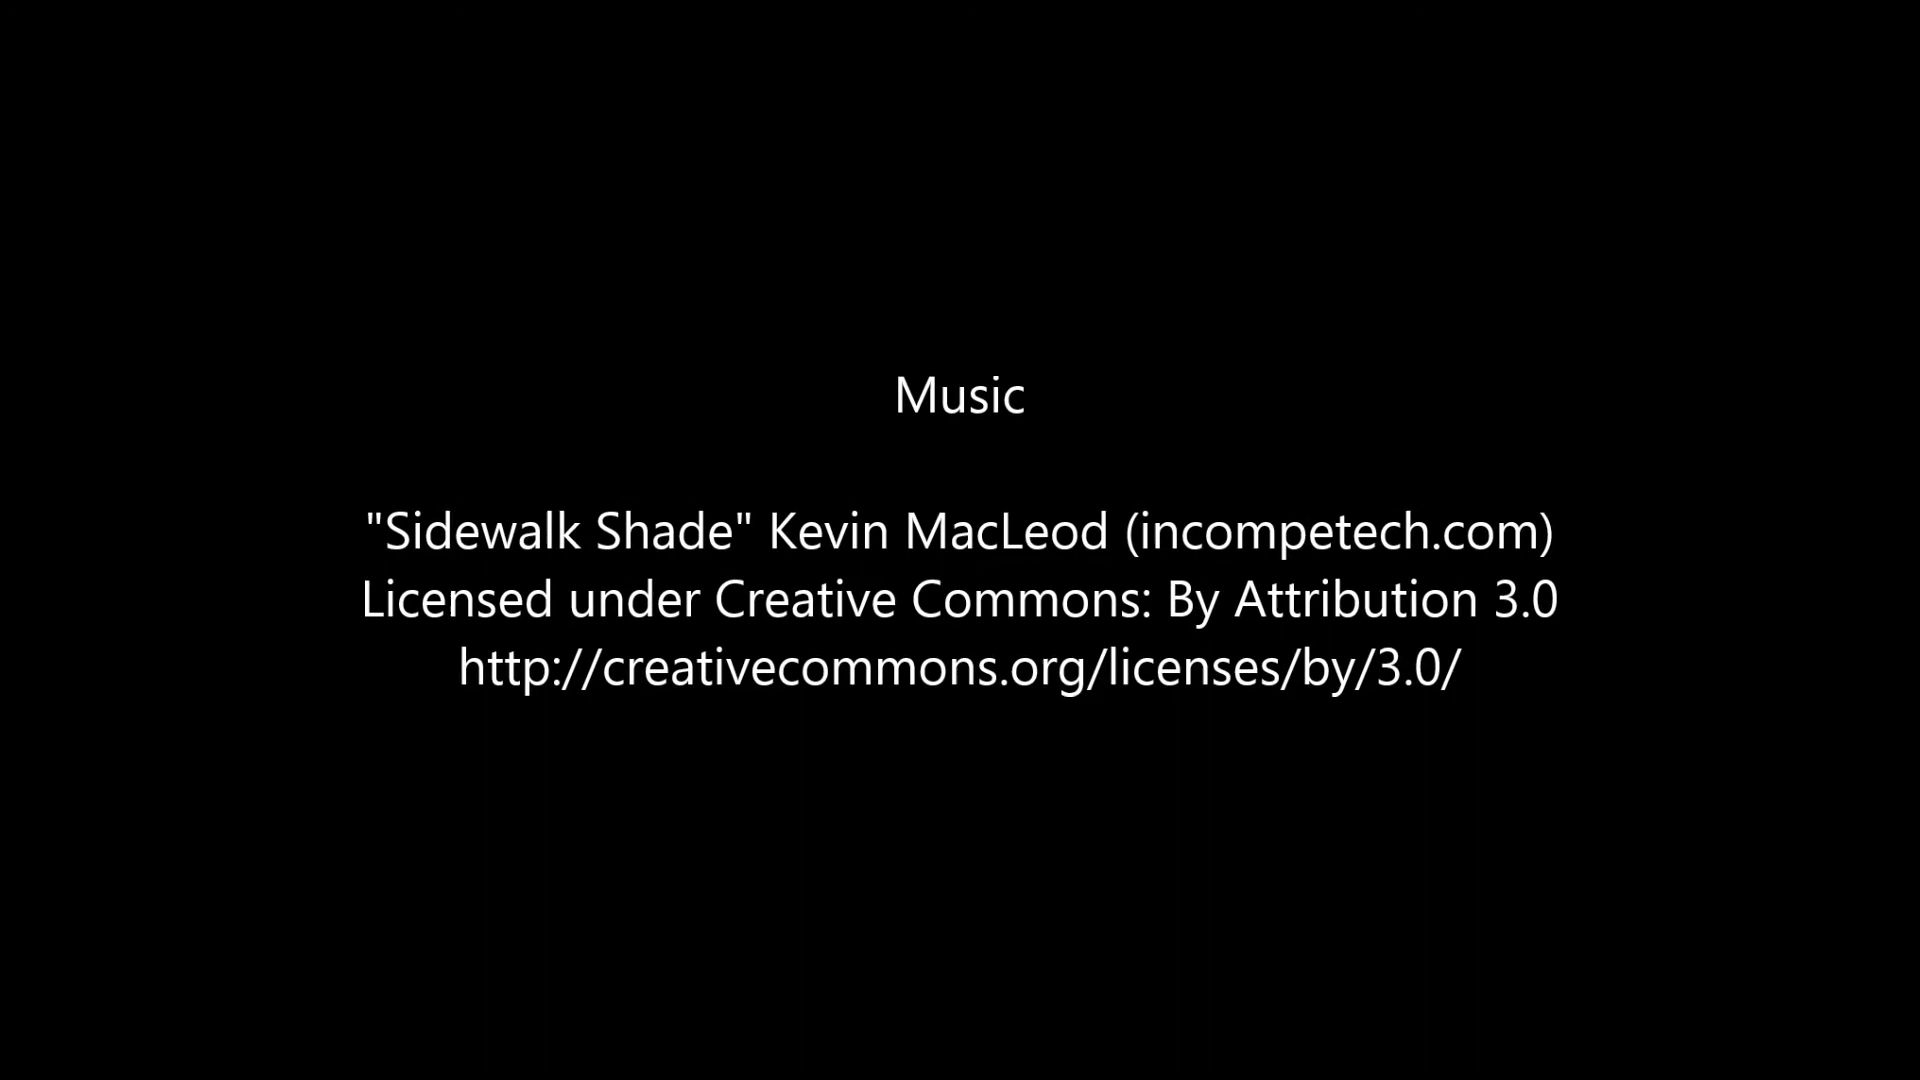 Music
"Sidewalk Shade" Kevin MacLeod (incompetech.com)
Licensed under Creative Commons: By Attribution 3.0
http://creativecommons.org/licenses/by/3.0/